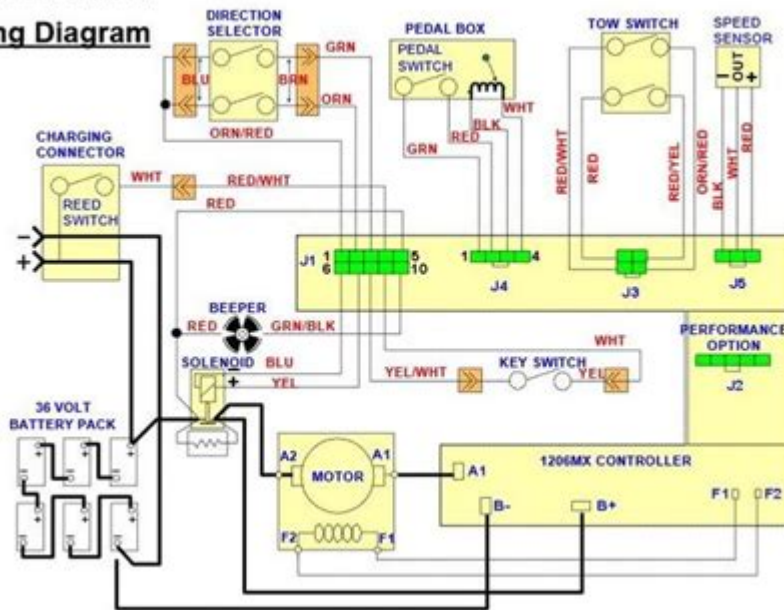 ng Diagram
DIRECTION
SELECTOR
GRN
BLU
BRN
ORN
ORN/RED
PEDAL BOX
PEDAL
SWITCH
WHT
BLK
RED
GRN
TOW SWITCH
RED/WHT
RED
RED/YEL
ORN/RED
SPEED
SENSOR
− OUT +
BLK
WHT
RED
CHARGING
CONNECTOR
WHT
RED/WHT
REED
SWITCH
RED
−
+
J1 1 5
6 10
1 4
J4
J3
J5
BEEPER
RED
GRN/BLK
SOLENOID
−
+
BLU
YEL
WHT
YEL/WHT
KEY SWITCH
YEL
PERFORMANCE
OPTION
J2
36 VOLT
BATTERY PACK
A2
MOTOR
A1
F2
F1
1206MX CONTROLLER
A1
B-
B+
F1
F2